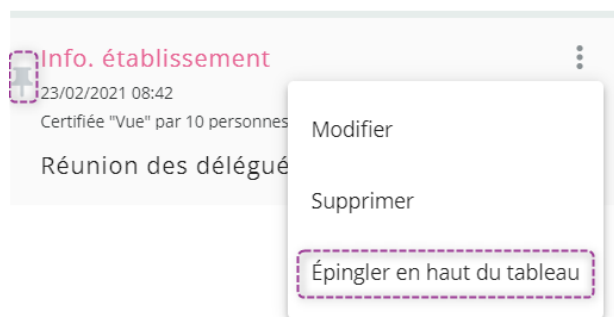 Info. établissement
23/02/2021 08:42
Certifiée "Vue" par 10 personnes
Réunion des délégué
Modifier
Supprimer
Épingler en haut du tableau